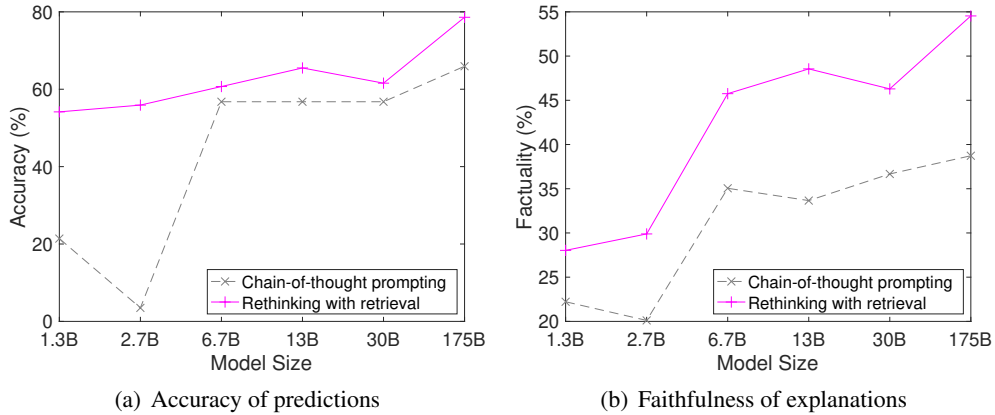 80
60
40
20
0
Accuracy (%)
Chain-of-thought prompting
Rethinking with retrieval
1.3B 2.7B 6.7B 13B 30B 175B
Model Size
(a) Accuracy of predictions
55
50
45
40
35
30
25
20
Factuality (%)
Chain-of-thought prompting
Rethinking with retrieval
1.3B 2.7B 6.7B 13B 30B 175B
Model Size
(b) Faithfulness of explanations